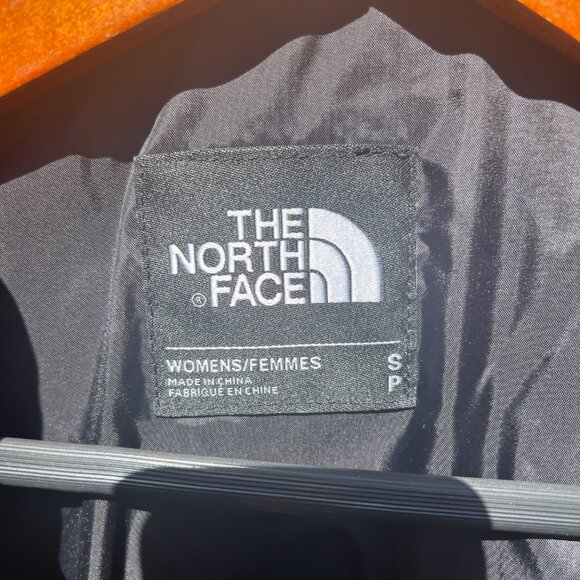 THE
NORTH
® FACE
WOMENS/FEMMES S
MADE IN CHINA P
FABRIQUÉ EN CHINE